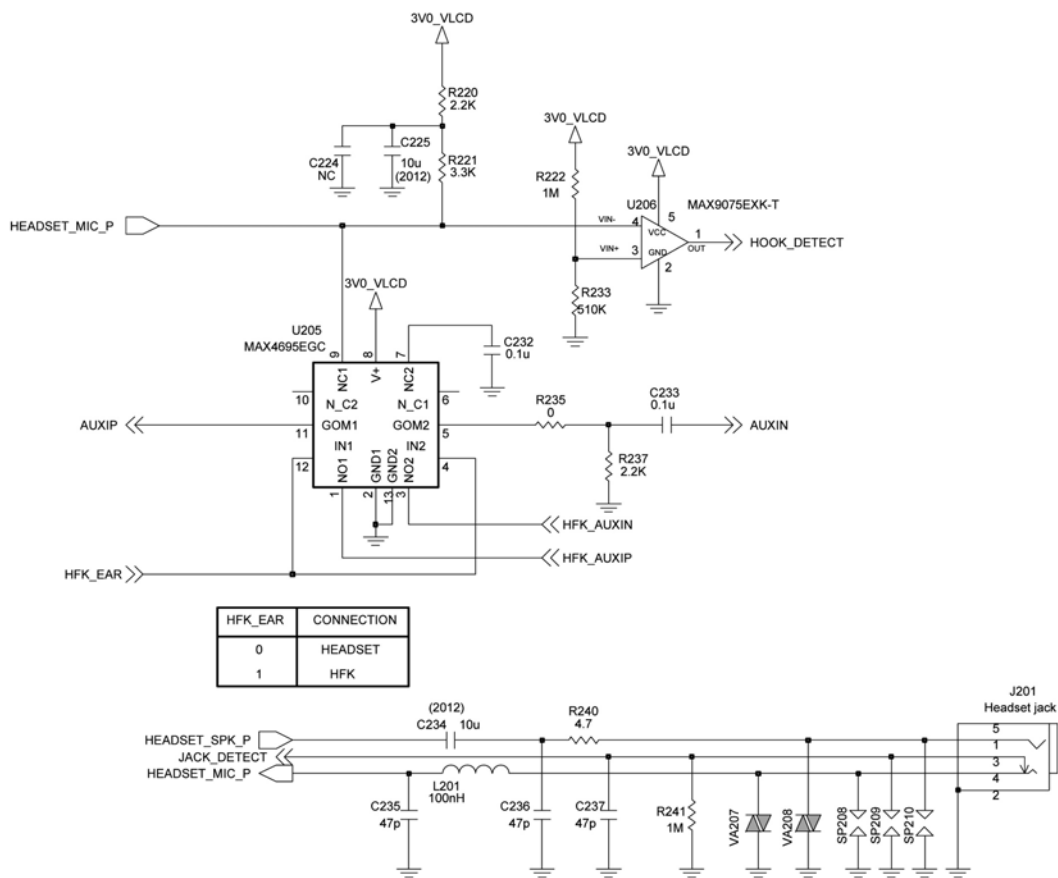 3V0_VLCD
R220
2.2K
3V0_VLCD
C225
10u
(2012)
C224
NC
R221
3.3K
3V0_VLCD
R222
1M
U206
MAX9075EXK-T
HEADSET_MIC_P
VIN-
4
5
VCC
1
OUT
HOOK_DETECT
VIN+
3
GND
2
3V0_VLCD
R233
510K
U205
MAX4695EGC
9
8
7
C232
0.1u
NC1
V+
NC2
10
N_C2
N_C1
6
R235
0
C233
0.1u
AUXIP
11
GOM1
GOM2
5
AUXIN
IN1
IN2
12
4
R237
2.2K
NO1
GND1
GND2
NO2
1
2
13
3
HFK_AUXIN
HFK_AUXIP
HFK_EAR
HFK_EAR CONNECTION
0 HEADSET
1 HFK
J201
Headset jack
(2012)
C234 10u
R240
4.7
5
HEADSET_SPK_P
1
JACK_DETECT
3
HEADSET_MIC_P
4
L201
100nH
2
C235
47p
C236
47p
C237
47p
R241
1M
VA207
VA208
SP208
SP209
SP210